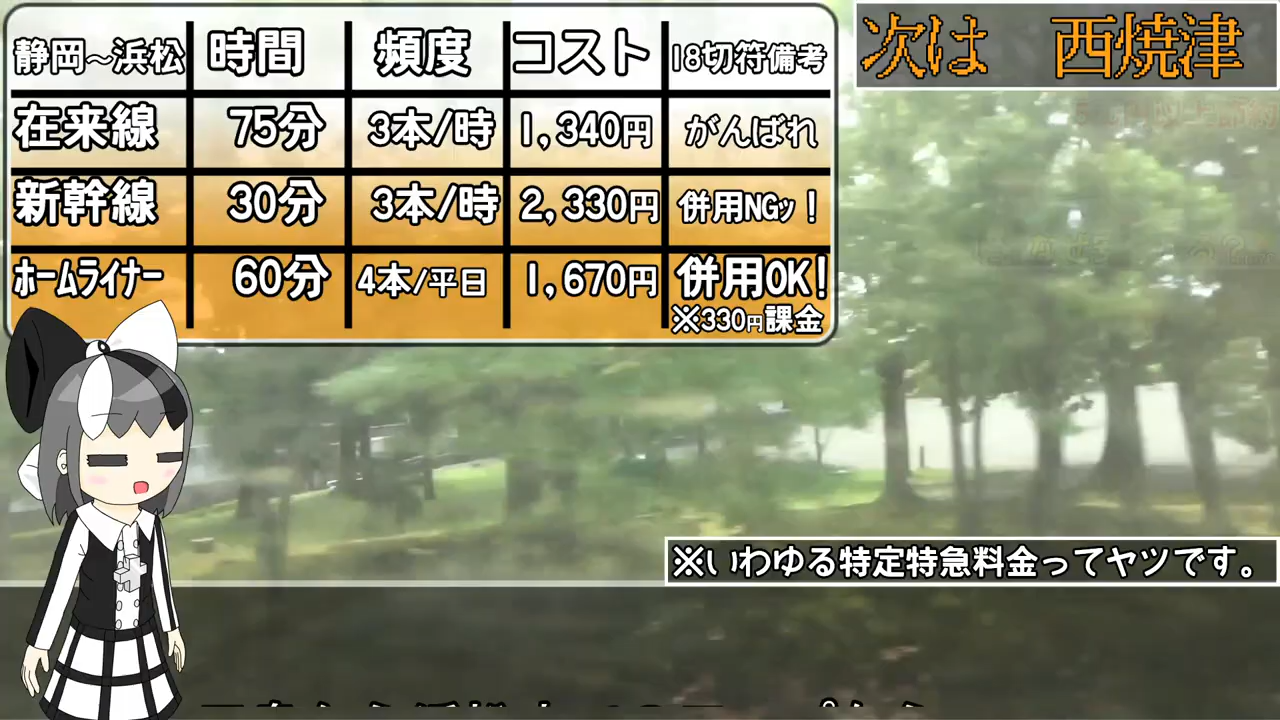 静岡～浜松 時間 頻度 コスト 18切符備考
在来線 75分 3本/時 1,340円 がんばれ
新幹線 30分 3本/時 2,330円 併用NGッ！
ホームライナー 60分 4本/平日 1,670円 併用OK!
※330円課金
次は 西焼津
※いわゆる特定特急料金ってヤツです。